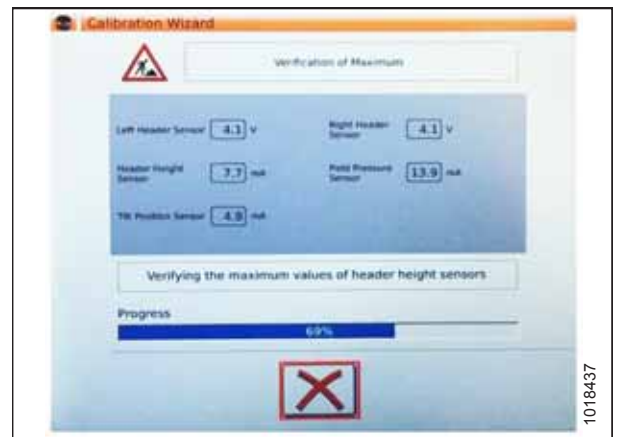 Calibration Wizard
Verification of Maximum
Left Header Sensor 4.1 V
Right Header Sensor 4.1 V
Header Height Sensor 7.7 mA
Field Pressure Sensor 13.9 mA
Tilt Position Sensor 4.9 mA
Verifying the maximum values of header height sensors
Progress
69%
1018437